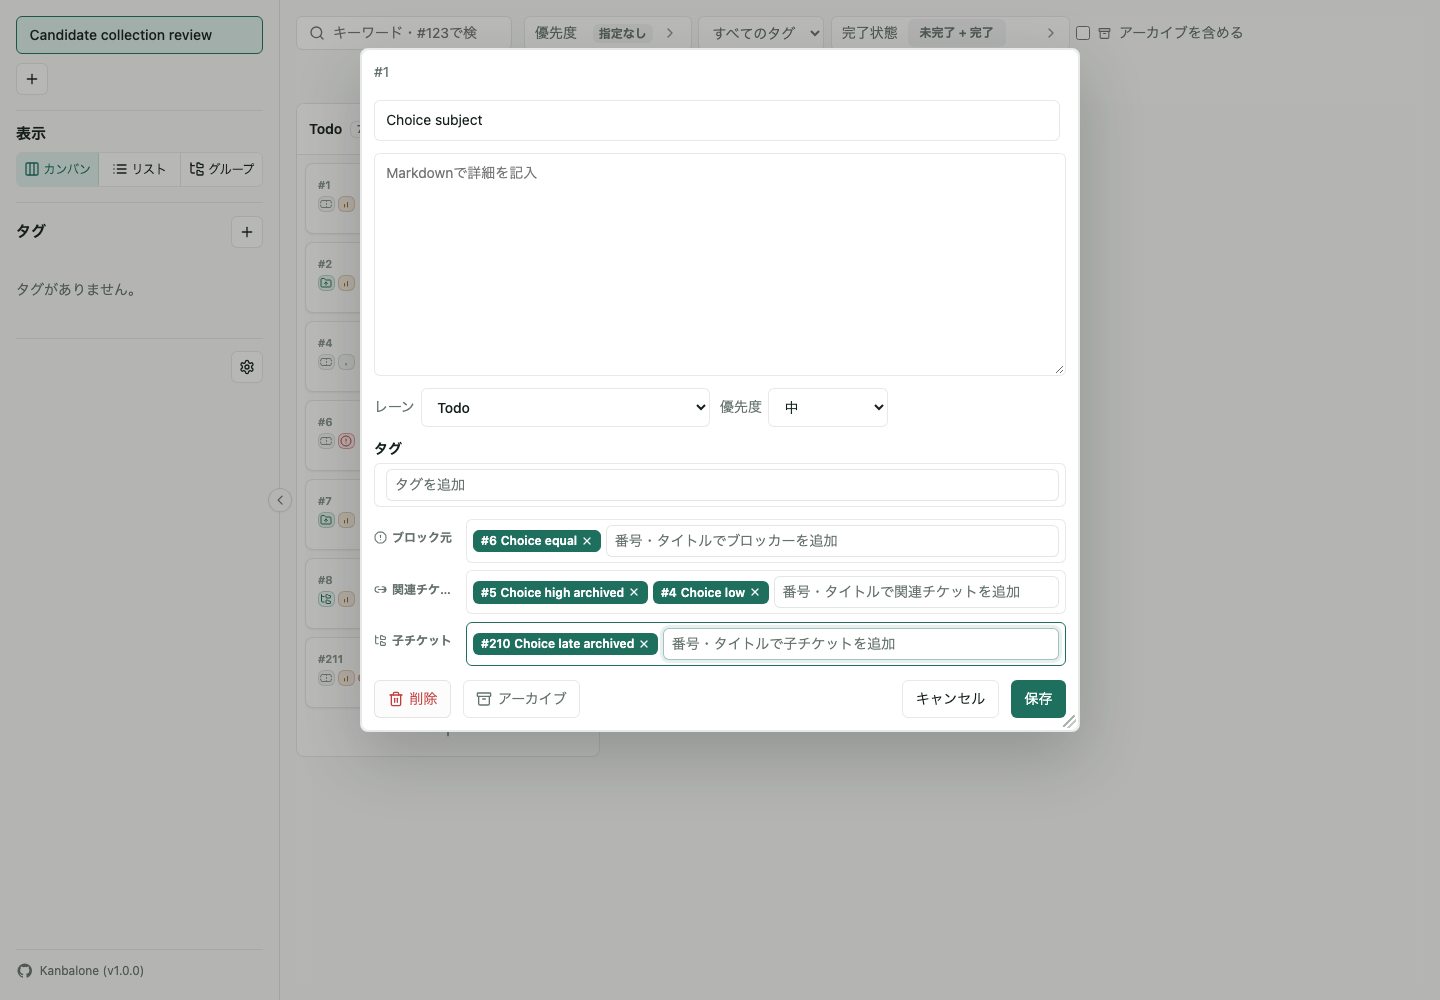 Candidate collection review
表示
カンバン リスト グループ
タグ
タグがありません。
Kanbalone (v1.0.0)
キーワード・#123で検
優先度 指定なし
すべてのタグ
完了状態 未完了 + 完了
アーカイブを含める
Todo
#1
#2
#4
#6
#7
#8
#211
#1
Choice subject
Markdownで詳細を記入
レーン Todo 優先度 中
タグ
タグを追加
ブロック元 #6 Choice equal × 番号・タイトルでブロッカーを追加
関連チケ... #5 Choice high archived × #4 Choice low × 番号・タイトルで関連チケットを追加
子チケット #210 Choice late archived × 番号・タイトルで子チケットを追加
削除 アーカイブ キャンセル 保存